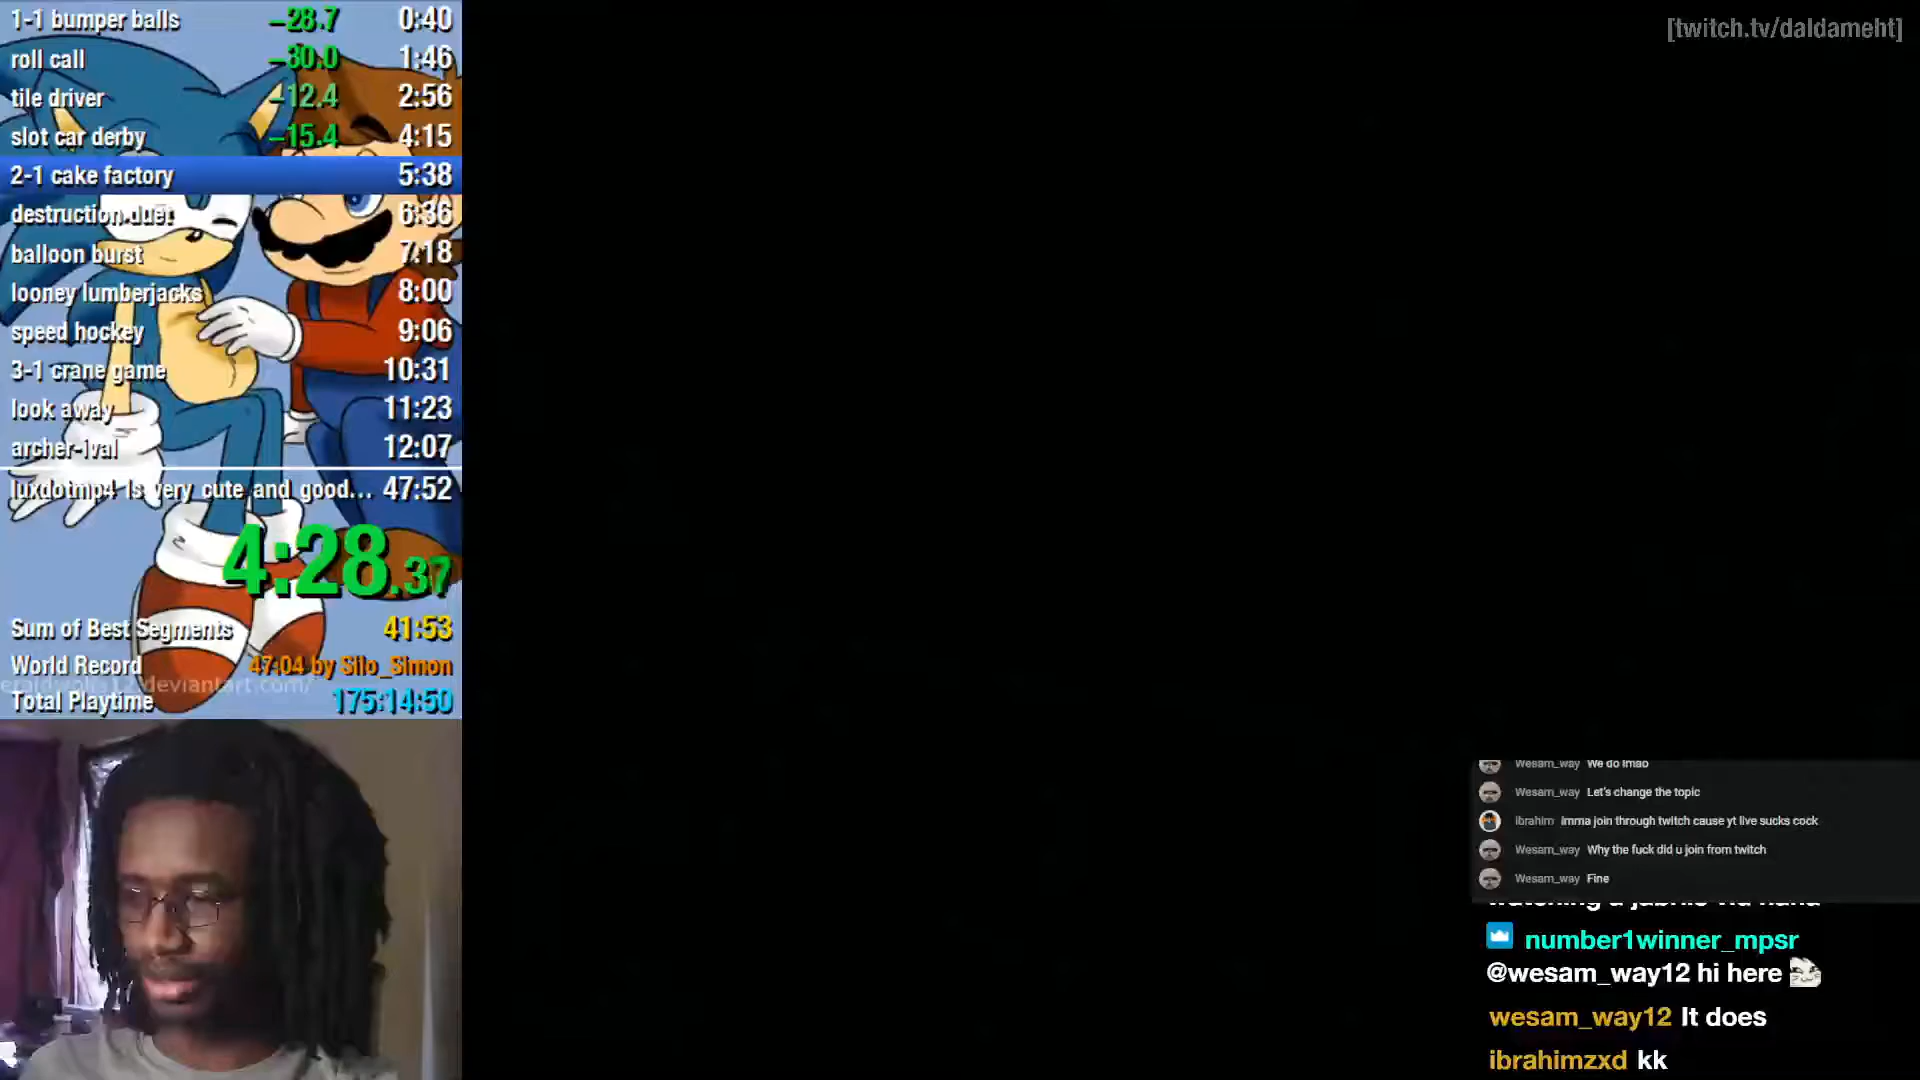 1-1 bumper balls -28.7 0:40
roll call -30.0 1:46
tile driver -12.4 2:56
slot car derby -15.4 4:15
2-1 cake factory 5:38
destruction duet 6:36
balloon burst 7:18
looney lumberjacks 8:00
speed hockey 9:06
3-1 crane game 10:31
look away 11:23
archer-ival 12:07
luxdotmp4 is very cute and good... 47:52
4:28.37
Sum of Best Segments 41:53
World Record 47:04 by Silo_Simon
deviantart.com/
Total Playtime 175:14:50
[twitch.tv/daldameht]
Wesam_way We do lmao
Wesam_way Let's change the topic
ibrahim imma join through twitch cause yt live sucks cock
Wesam_way Why the fuck did u join from twitch
Wesam_way Fine
number1winner_mpsr
@wesam_way12 hi here
wesam_way12 It does
ibrahimzxd kk